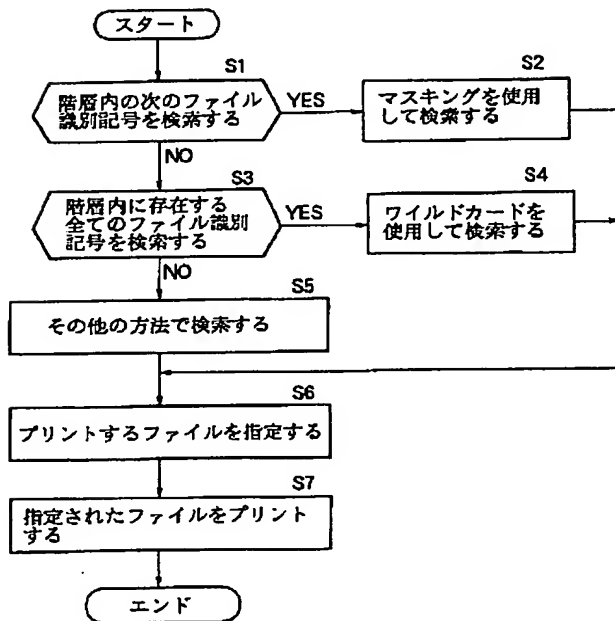 スタート
S1
階層内の次のファイル
識別記号を検索する
YES
S2
マスキングを使用
して検索する
NO
S3
階層内に存在する
全てのファイル識別
記号を検索する
YES
S4
ワイルドカードを
使用して検索する
NO
S5
その他の方法で検索する
S6
プリントするファイルを指定する
S7
指定されたファイルをプリント
する
エンド